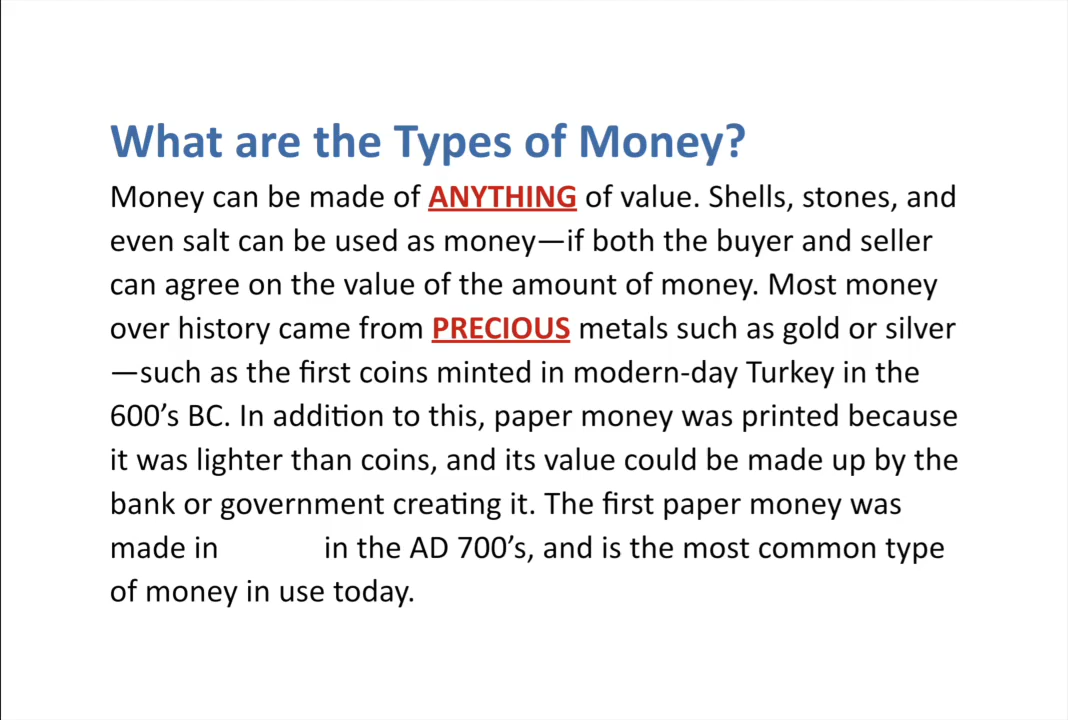 What are the Types of Money?
Money can be made of ANYTHING of value. Shells, stones, and
even salt can be used as money—if both the buyer and seller
can agree on the value of the amount of money. Most money
over history came from PRECIOUS metals such as gold or silver
—such as the first coins minted in modern-day Turkey in the
600’s BC. In addition to this, paper money was printed because
it was lighter than coins, and its value could be made up by the
bank or government creating it. The first paper money was
made in in the AD 700’s, and is the most common type
of money in use today.